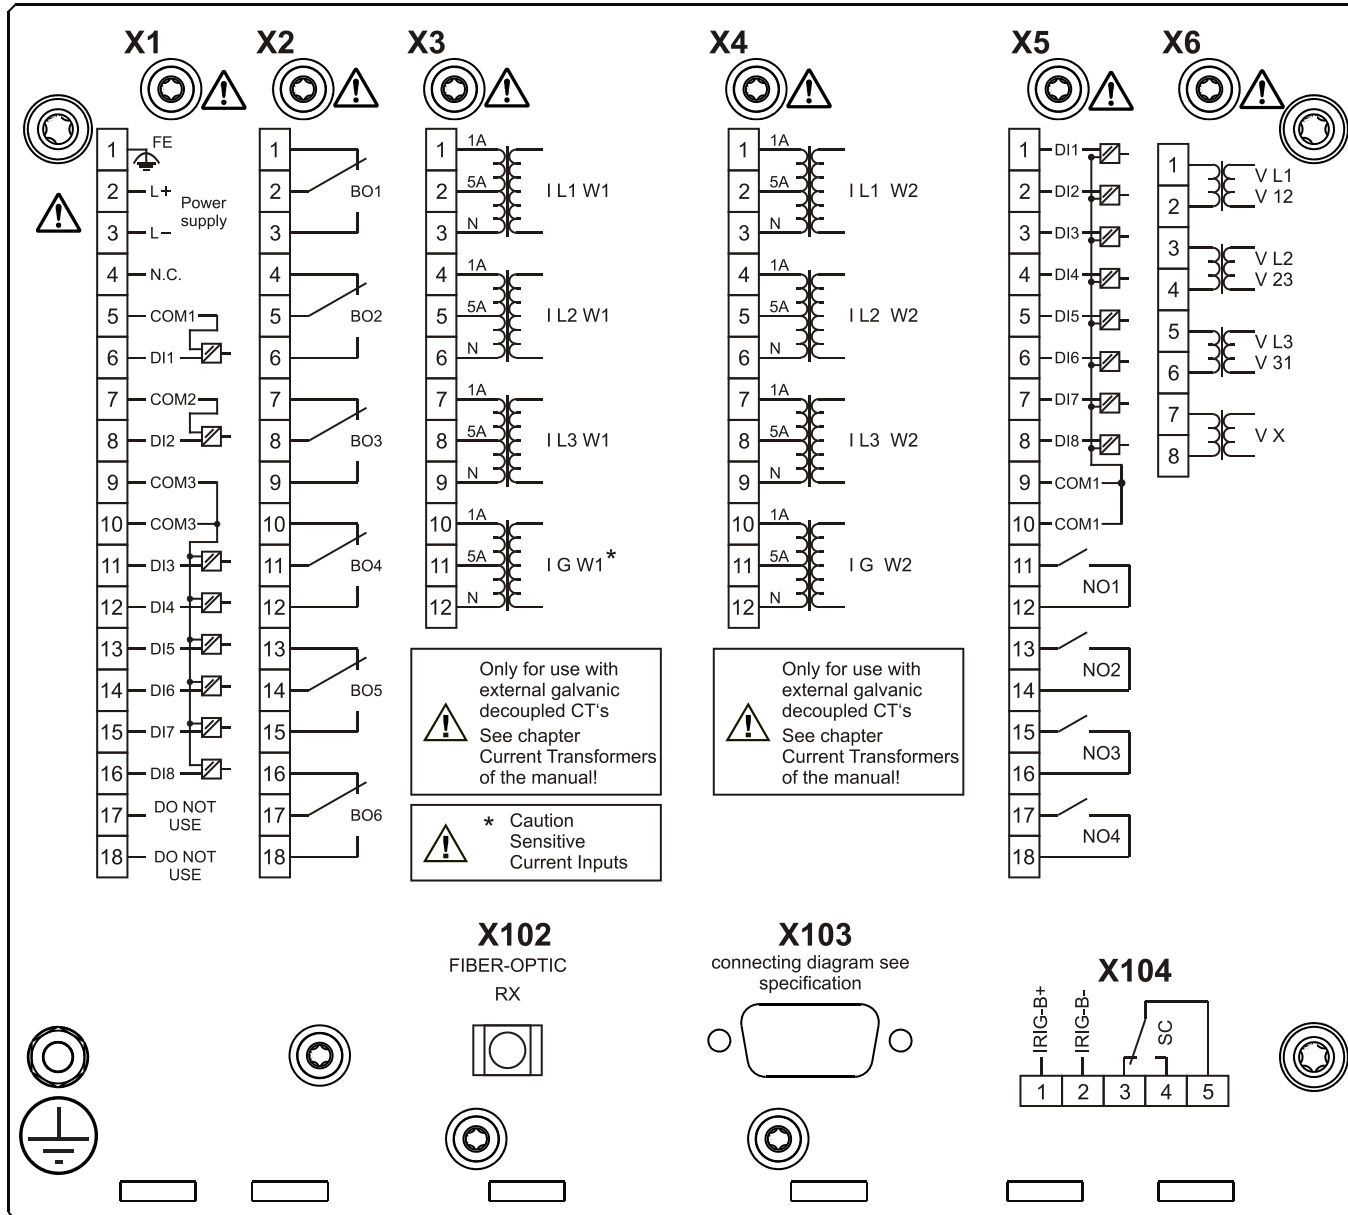 X1
X2
X3
X4
X5
X6
1 FE
2 L+
Power
supply
3 L–
4 N.C.
5 COM1
6 DI1
7 COM2
8 DI2
9 COM3
10 COM3
11 DI3
12 DI4
13 DI5
14 DI6
15 DI7
16 DI8
17 DO NOT
USE
18 DO NOT
USE
1
2 BO1
3
4
5 BO2
6
7
8 BO3
9
10
11 BO4
12
13
14 BO5
15
16
17 BO6
18
1 1A
2 5A I L1 W1
3 N
4 1A
5 5A I L2 W1
6 N
7 1A
8 5A I L3 W1
9 N
10 1A
11 5A I G W1*
12 N
Only for use with
external galvanic
decoupled CT's
See chapter
Current Transformers
of the manual!
* Caution
Sensitive
Current Inputs
1 1A
2 5A I L1 W2
3 N
4 1A
5 5A I L2 W2
6 N
7 1A
8 5A I L3 W2
9 N
10 1A
11 5A I G W2
12 N
Only for use with
external galvanic
decoupled CT's
See chapter
Current Transformers
of the manual!
1 DI1
2 DI2
3 DI3
4 DI4
5 DI5
6 DI6
7 DI7
8 DI8
9 COM1
10 COM1
11
NO1
12
13
NO2
14
15
NO3
16
17
NO4
18
1 V L1
2 V 12
3 V L2
4 V 23
5 V L3
6 V 31
7
V X
8
X102
FIBER-OPTIC
RX
X103
connecting diagram see
specification
X104
IRIG-B+
IRIG-B-
SC
1 2 3 4 5